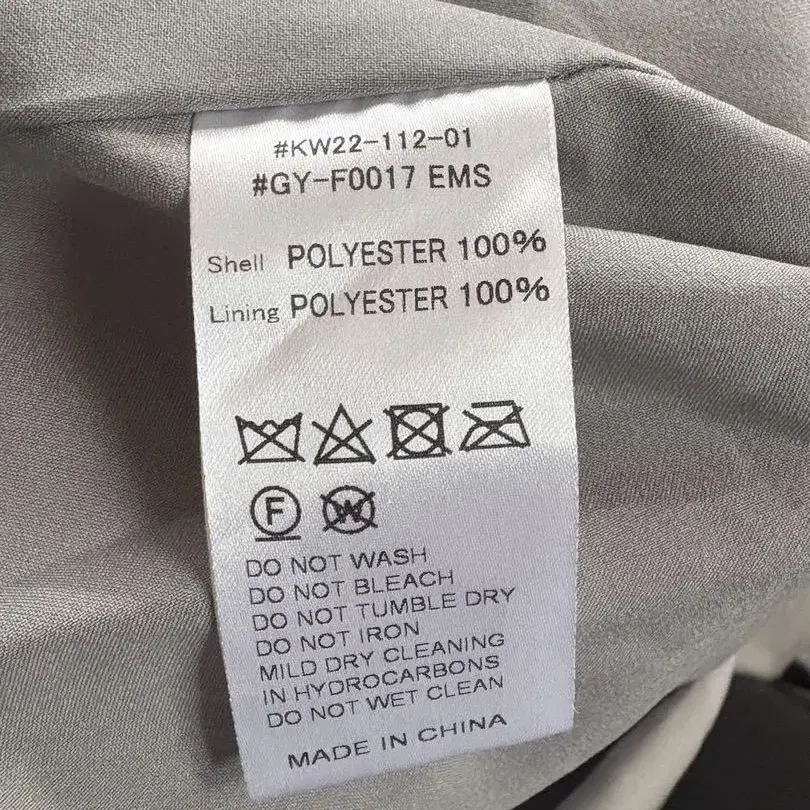 #KW22-112-01
#GY-F0017 EMS
Shell POLYESTER 100%
Lining POLYESTER 100%
F W
DO NOT WASH
DO NOT BLEACH
DO NOT TUMBLE DRY
DO NOT IRON
MILD DRY CLEANING
IN HYDROCARBONS
DO NOT WET CLEAN
MADE IN CHINA